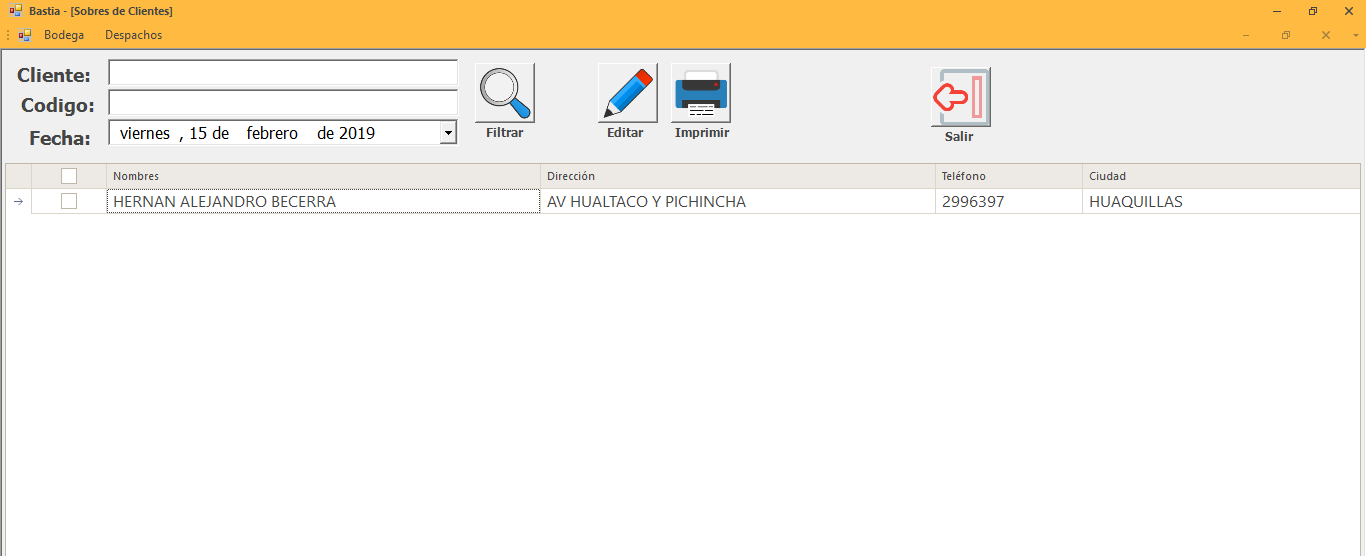 Bastia - [Sobres de Clientes]
Bodega Despachos
Cliente:
Codigo:
Fecha: viernes , 15 de febrero de 2019
Filtrar Editar Imprimir Salir
Nombres Dirección Teléfono Ciudad
HERNAN ALEJANDRO BECERRA AV HUALTACO Y PICHINCHA 2996397 HUAQUILLAS